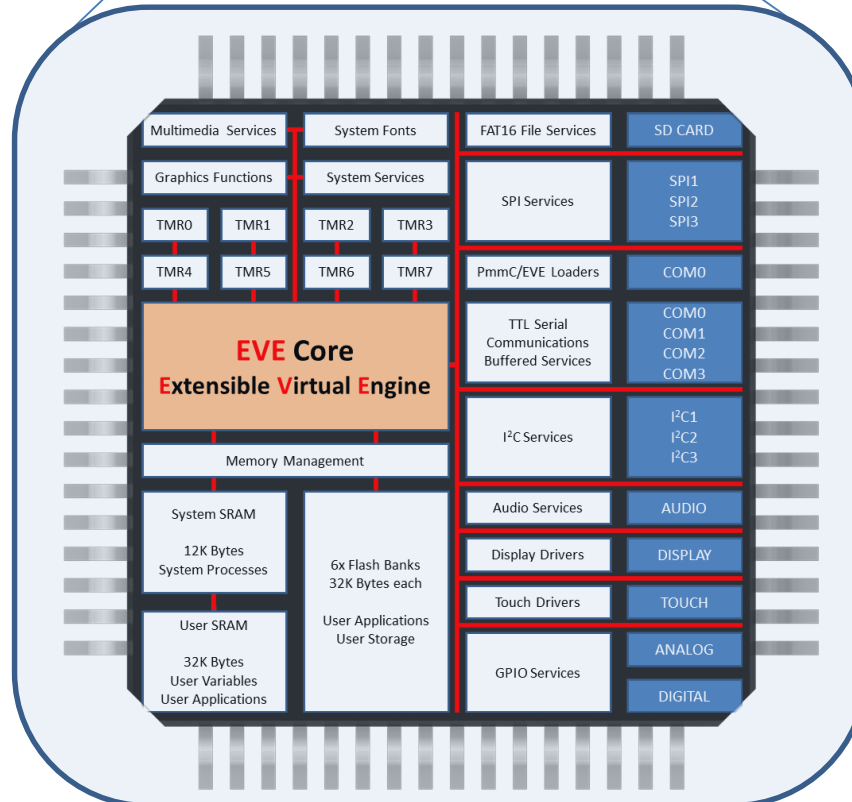 Multimedia Services
System Fonts
FAT16 File Services
SD CARD
Graphics Functions
System Services
SPI Services
SPI1
SPI2
SPI3
TMR0
TMR1
TMR2
TMR3
TMR4
TMR5
TMR6
TMR7
PmmC/EVE Loaders
COM0
EVE Core
Extensible Virtual Engine
TTL Serial
Communications
Buffered Services
COM0
COM1
COM2
COM3
I²C Services
I²C1
I²C2
I²C3
Memory Management
System SRAM
12K Bytes
System Processes
6x Flash Banks
32K Bytes each
User Applications
User Storage
User SRAM
32K Bytes
User Variables
User Applications
Audio Services
AUDIO
Display Drivers
DISPLAY
Touch Drivers
TOUCH
GPIO Services
ANALOG
DIGITAL